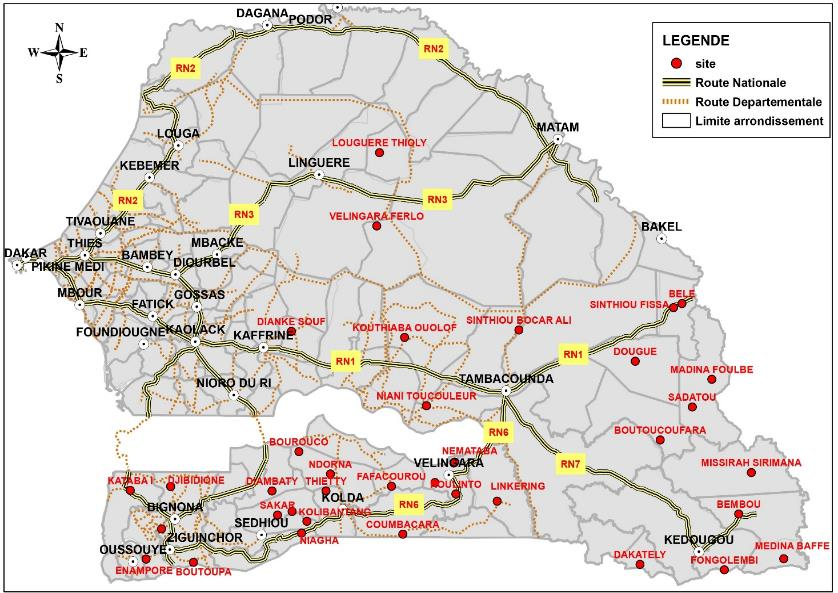 DAGANA
PODOR
N
W
E
S
RN2
RN2
LEGENDE
site
Route Nationale
Route Departementale
Limite arrondissement
MATAM
LOUGA
LOUGUERE THIOLY
KEBEMER
LINGUERE
RN2
RN3
RN3
TIVAOUANE
VELINGARA FERLO
BAKEL
THIES
MBACKE
DAKAR
PIKINE MEDI
BAMBEY
DIOURBEL
MBOUR
GOSSAS
BELE
SINTHIOU FISSA
FATICK
DIANKE SOUF
SINTHIOU BOCAR ALI
KOUTHIABA OUOLOF
FOUNDIOUGNE
KAOLACK
KAFFRINE
RN1
RN1
DOUGUE
MADINA FOULBE
TAMBACOUNDA
NIORO DU RI
NIANI TOUCOULEUR
SADATOU
BOUTOUCOUFARA
RN6
BOUROUCO
NEMATABA
NDORNA
VELINGARA
RN7
MISSIRAH SIRIMANA
KATABA I
DJIBIDIONE
DIAMBATY
THIETTY
FAFACOUROU
LINKERING
KOLDA
DIGNONA
SAKAR
KOLIBANTANG
RN6
BEMBOU
SEDHIOU
COUMBACARA
ZIGUINCHOR
NIAGHA
KEDOUGOU
OUSSOUYE
MEDINA BAFFE
DAKATELY
FONGOLEMBI
ENAMPORE
BOUTOUPA